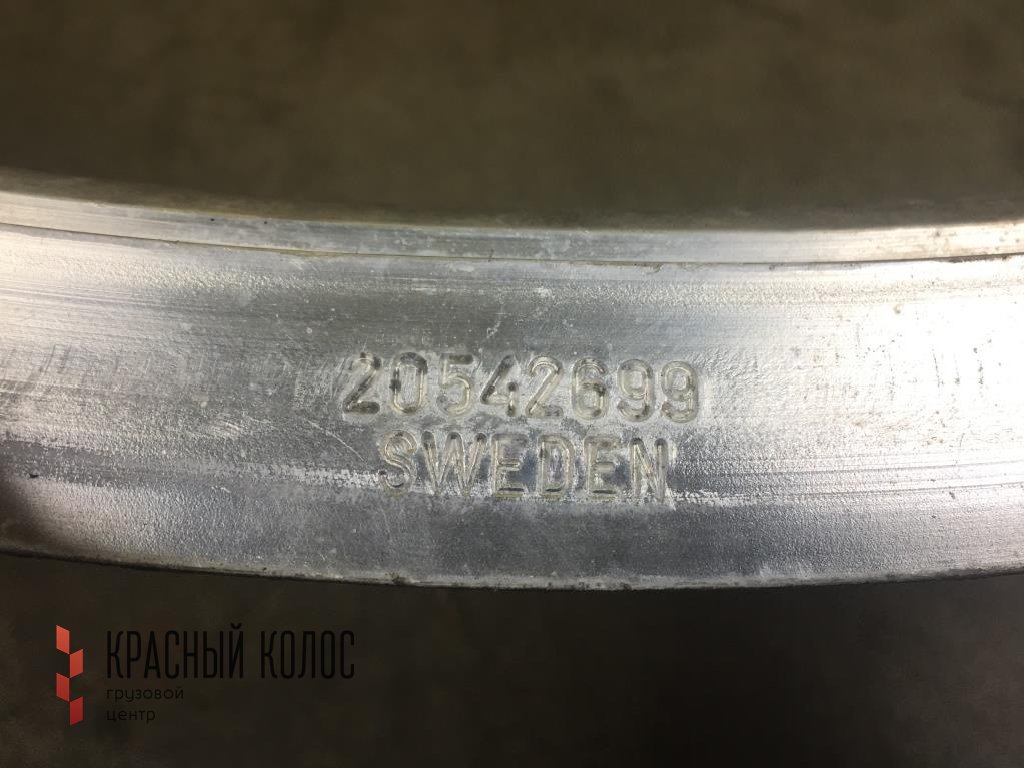 20542699
SWEDEN
КРАСНЫЙ КОЛОС
грузовой
центр